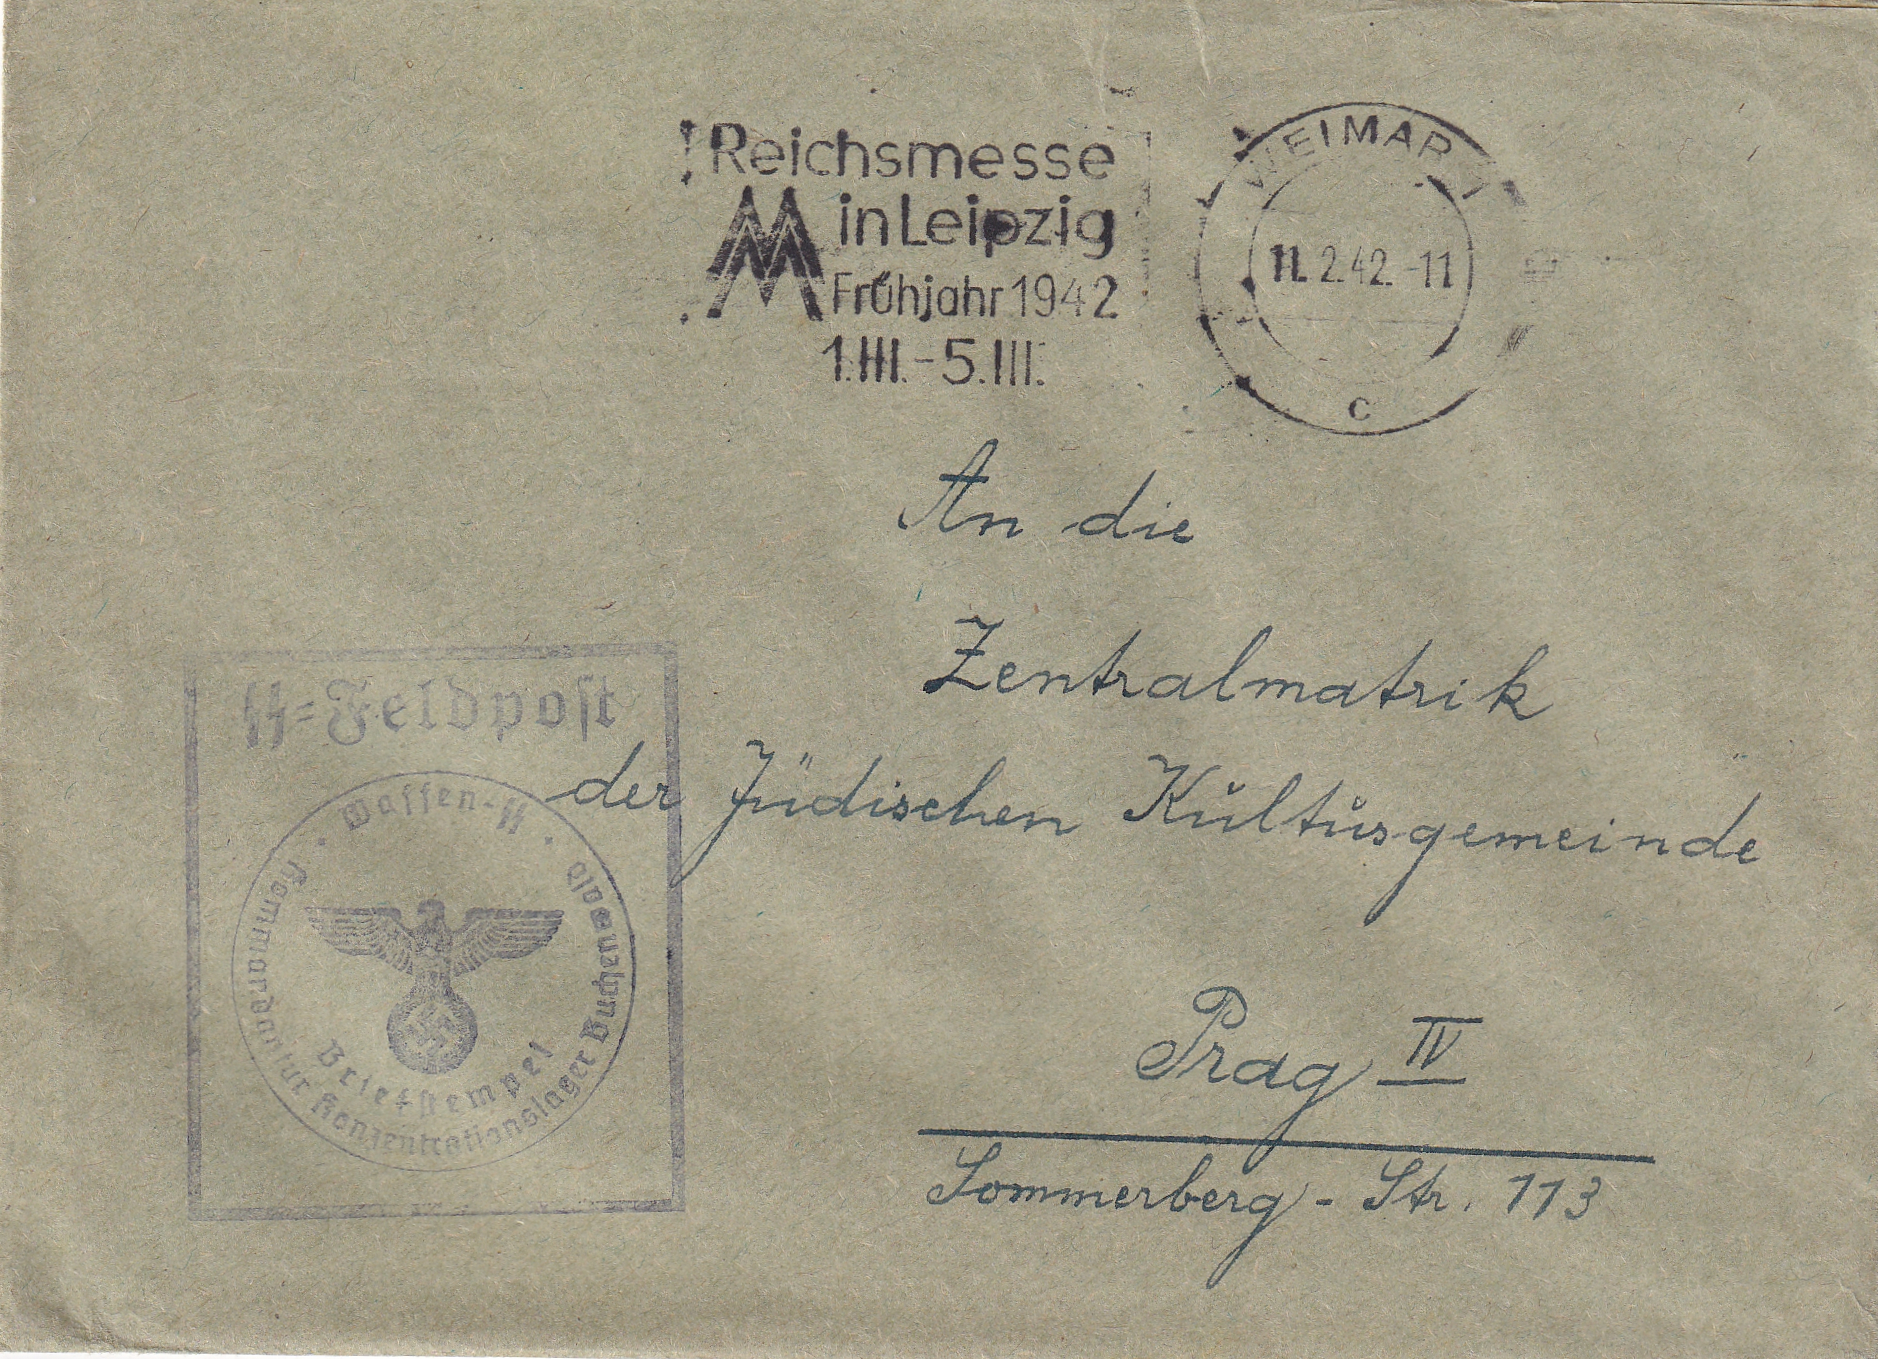 Reichsmesse
in Leipzig
Frühjahr 1942
1.III.-5.III.
WEIMAR 1
11.2.42.-11
c
An die
Zentralmatrik
der Jüdischen Kultusgemeinde
Prag IV
Sommerberg-Str. 113
SS-Feldpost
Waffen-SS
Kommandantur Konzentrationslager Buchenwald
Briefstempel